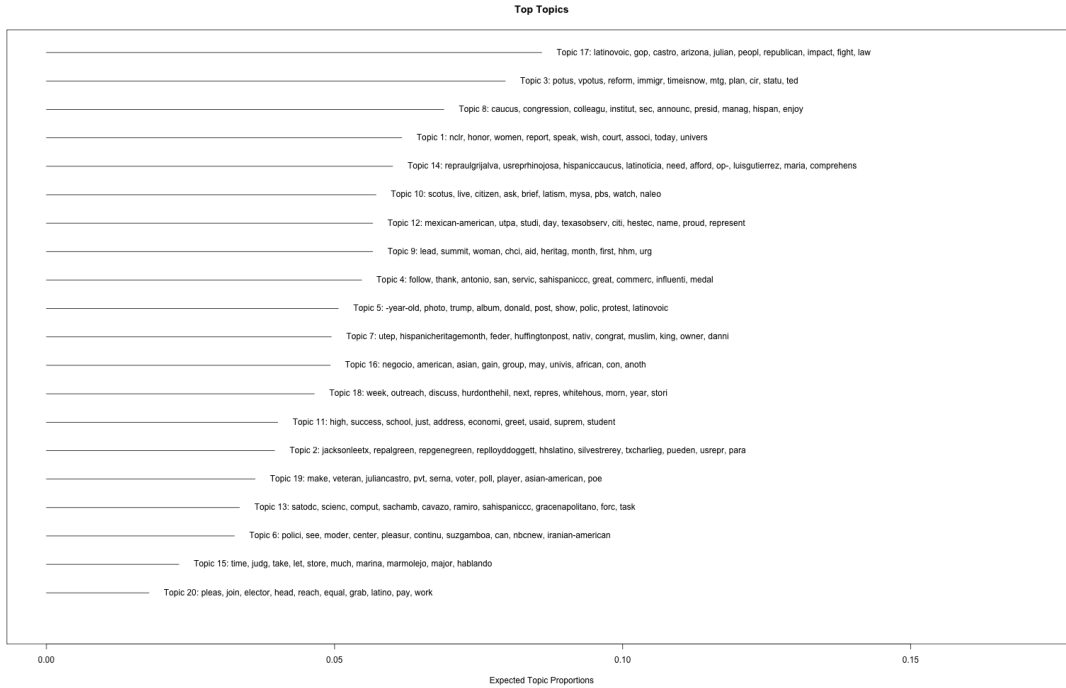 Top Topics
Topic 17: latinovoic, gop, castro, arizona, julian, peopl, republican, impact, fight, law
Topic 3: potus, vpotus, reform, immigr, timeisnow, mtg, plan, cir, statu, ted
Topic 8: caucus, congression, colleagu, institut, sec, announc, presid, manag, hispan, enjoy
Topic 1: nclr, honor, women, report, speak, wish, court, associ, today, univers
Topic 14: repraulgrijalva, usreprhinojosa, hispaniccaucus, latinoticia, need, afford, op-, luisgutierrez, maria, comprehens
Topic 10: scotus, live, citizen, ask, brief, latism, mysa, pbs, watch, naleo
Topic 12: mexican-american, utpa, studi, day, texasobserv, citi, hestec, name, proud, represent
Topic 9: lead, summit, woman, chci, aid, heritag, month, first, hhm, urg
Topic 4: follow, thank, antonio, san, servic, sahispaniccc, great, commerc, influenti, medal
Topic 5: -year-old, photo, trump, album, donald, post, show, polic, protest, latinovoic
Topic 7: utep, hispanicheritagemonth, feder, huffingtonpost, nativ, congrat, muslim, king, owner, danni
Topic 16: negocio, american, asian, gain, group, may, univis, african, con, anoth
Topic 18: week, outreach, discuss, hurdonthehil, next, repres, whitehous, morn, year, stori
Topic 11: high, success, school, just, address, economi, greet, usaid, suprem, student
Topic 2: jacksonleetx, repalgreen, repgenegreen, replloyddoggett, hhslatino, silvestrerey, txcharlieg, pueden, usrepr, para
Topic 19: make, veteran, juliancastro, pvt, serna, voter, poll, player, asian-american, poe
Topic 13: satodc, scienc, comput, sachamb, cavazo, ramiro, sahispaniccc, gracenapolitano, forc, task
Topic 6: polici, see, moder, center, pleasur, continu, suzgamboa, can, nbcnew, iranian-american
Topic 15: time, judg, take, let, store, much, marina, marmolejo, major, hablando
Topic 20: pleas, join, elector, head, reach, equal, grab, latino, pay, work
0.00 0.05 0.10 0.15
Expected Topic Proportions